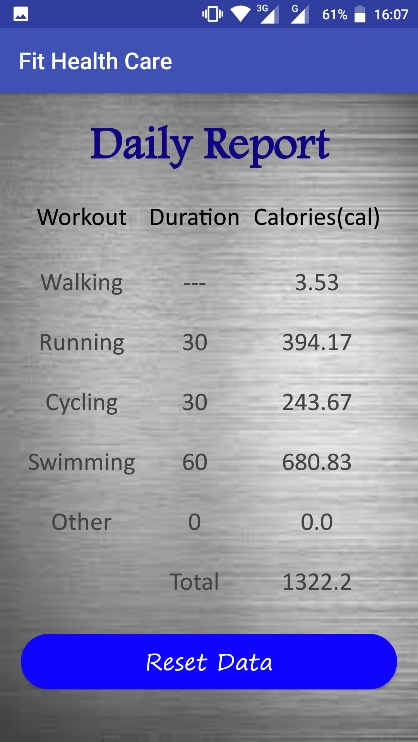 3G G 61% 16:07
Fit Health Care
Daily Report
Workout Duration Calories(cal)
Walking --- 3.53
Running 30 394.17
Cycling 30 243.67
Swimming 60 680.83
Other 0 0.0
Total 1322.2
Reset Data